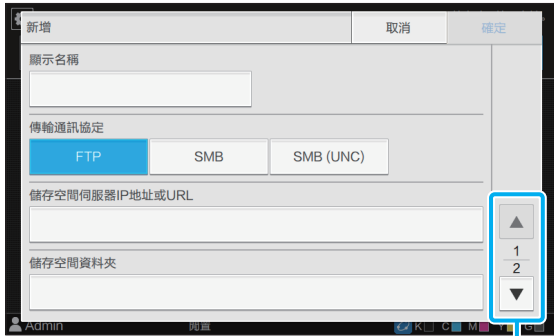 新增
取消
確定
顯示名稱
傳輸通訊協定
FTP
SMB
SMB (UNC)
儲存空間伺服器IP地址或URL
儲存空間資料夾
1
2
Admin
閒置
K
C
M
Y
G